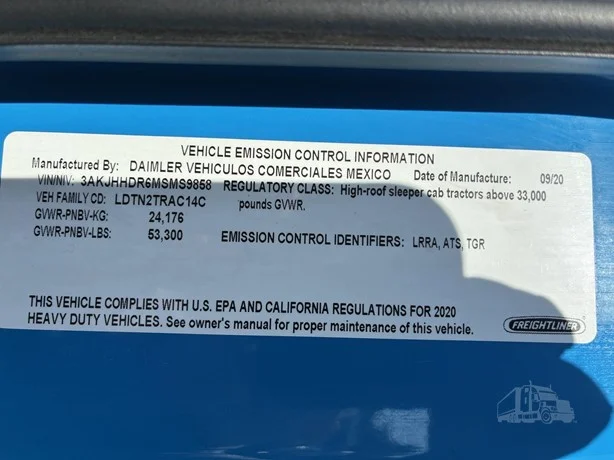 VEHICLE EMISSION CONTROL INFORMATION
Manufactured By: DAIMLER VEHICULOS COMERCIALES MEXICO Date of Manufacture: 09/20
VIN/NIV: 3AKJHHDR6MSMS9858 REGULATORY CLASS: High-roof sleeper cab tractors above 33,000
VEH FAMILY CD: LDTN2TRAC14C pounds GVWR.
GVWR-PNBV-KG: 24,176
GVWR-PNBV-LBS: 53,300 EMISSION CONTROL IDENTIFIERS: LRRA, ATS, TGR
THIS VEHICLE COMPLIES WITH U.S. EPA AND CALIFORNIA REGULATIONS FOR 2020
HEAVY DUTY VEHICLES. See owner's manual for proper maintenance of this vehicle.
FREIGHTLINER